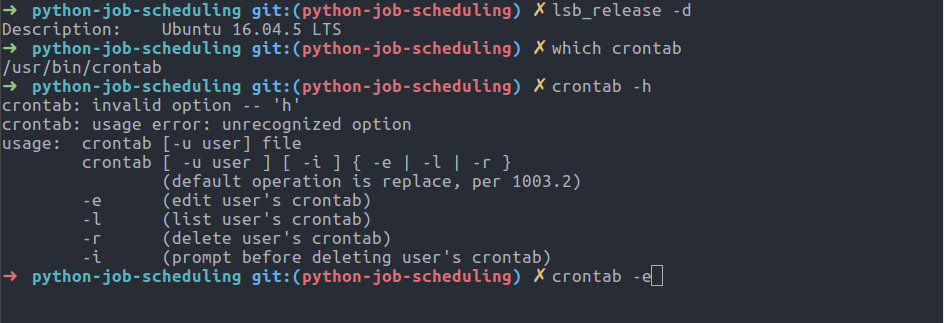 ➜  python-job-scheduling git:(python-job-scheduling) ✗ lsb_release -d
Description:    Ubuntu 16.04.5 LTS
➜  python-job-scheduling git:(python-job-scheduling) ✗ which crontab
/usr/bin/crontab
➜  python-job-scheduling git:(python-job-scheduling) ✗ crontab -h
crontab: invalid option -- 'h'
crontab: usage error: unrecognized option
usage:  crontab [-u user] file
        crontab [ -u user ] [ -i ] { -e | -l | -r }
                (default operation is replace, per 1003.2)
        -e      (edit user's crontab)
        -l      (list user's crontab)
        -r      (delete user's crontab)
        -i      (prompt before deleting user's crontab)
➜  python-job-scheduling git:(python-job-scheduling) ✗ crontab -e